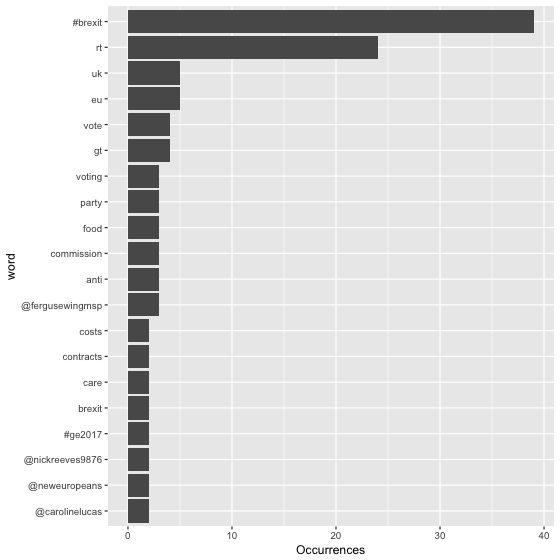 #brexit
rt
uk
eu
vote
gt
voting
party
food
commission
anti
@fergusewingmsp
costs
contracts
care
brexit
#ge2017
@nickreeves9876
@neweuropeans
@carolinelucas
word
0 10 20 30 40
Occurrences